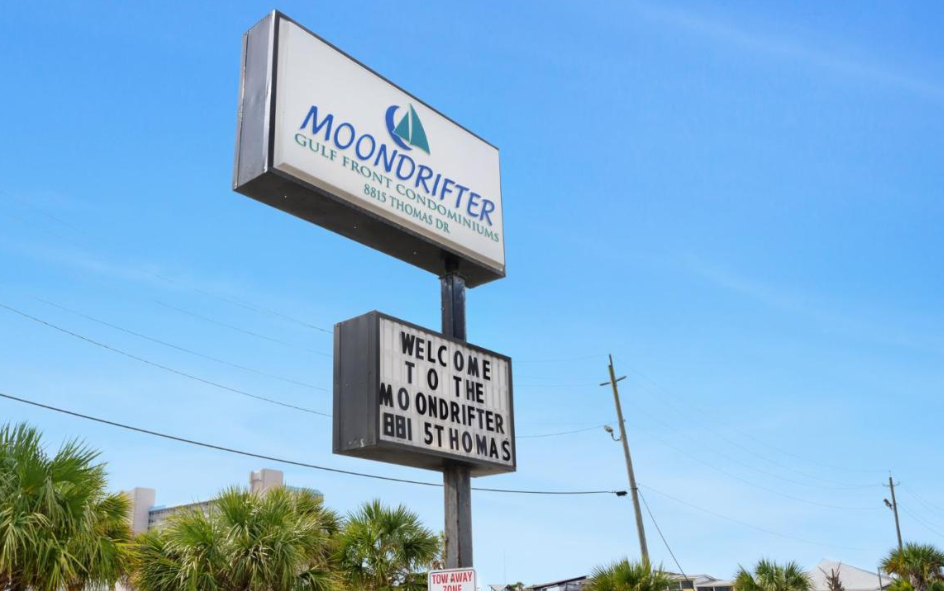 MOONDRIFTER
GULF FRONT CONDOMINIUMS
8815 THOMAS DR
WELCOME
TO THE
MOONDRIFTER
881 5THOMAS
TOW AWAY
ZONE